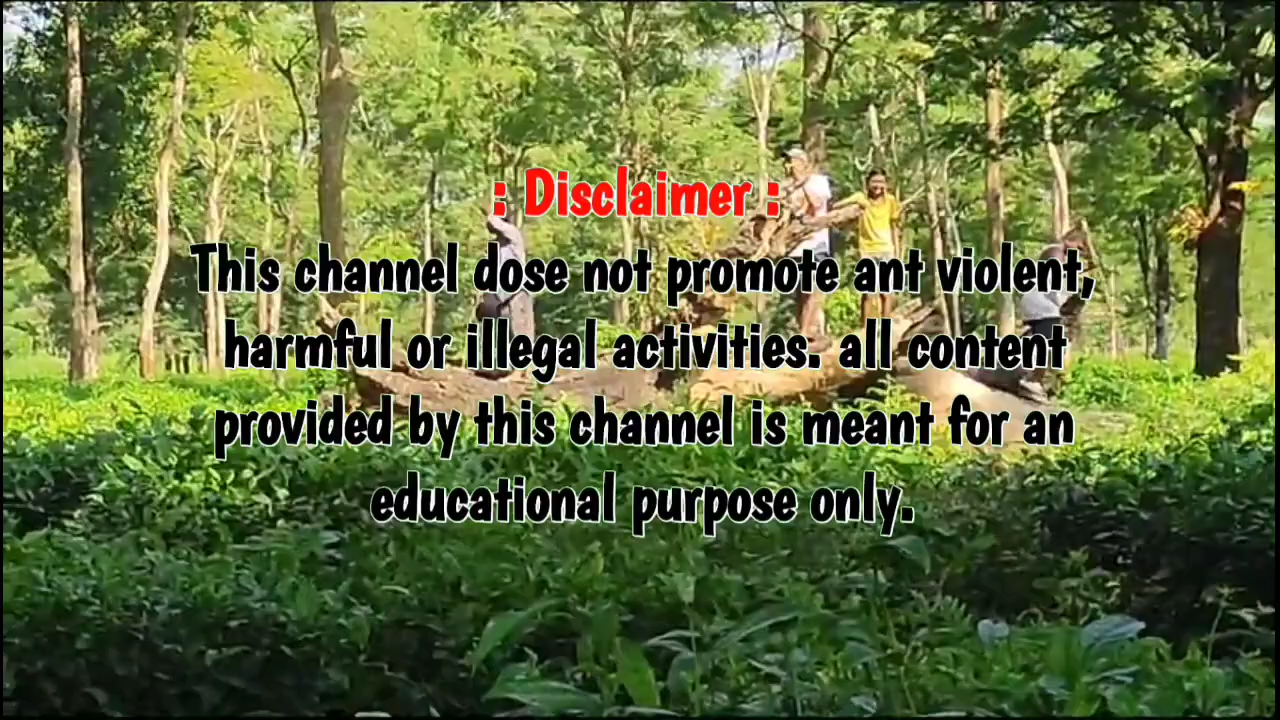 : Disclaimer :
This channel dose not promote ant violent,
harmful or illegal activities. all content
provided by this channel is meant for an
educational purpose only.